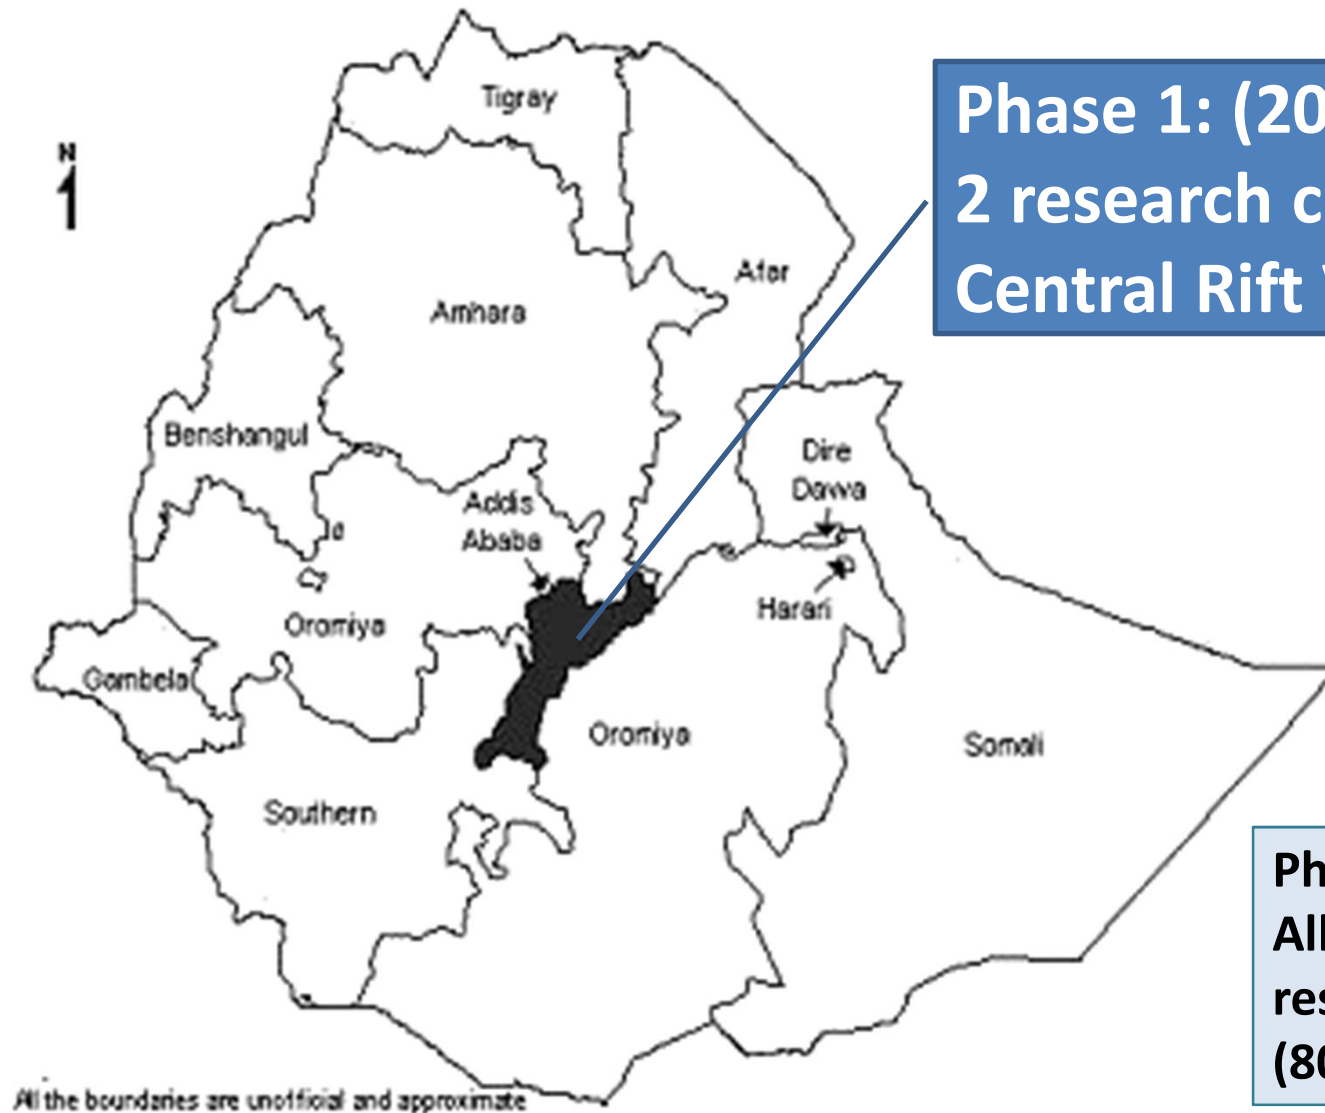 Tigray
N
Phase 1: (20
2 research c
Central Rift
Afar
Amhara
Benshangul
Dire
Dawa
Addis
Ababa
Harari
Oromiya
Gambela
Oromiya
Somali
Southern
Ph
All
res
(80
All the boundaries are unofficial and approximate